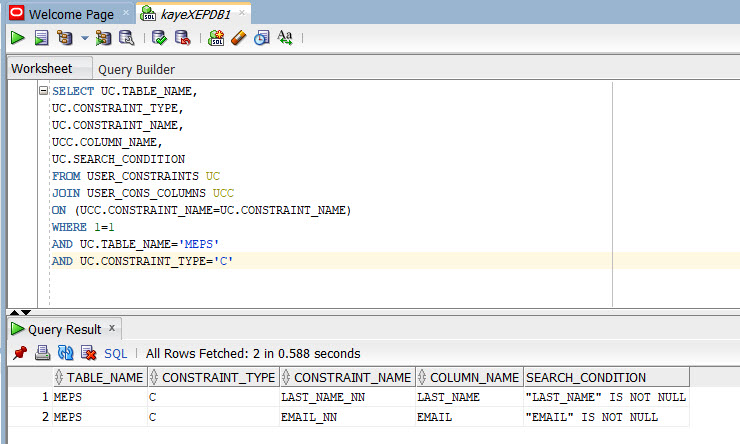 Welcome Page
kayeXEPDB1
Worksheet Query Builder
SELECT UC.TABLE_NAME,
UC.CONSTRAINT_TYPE,
UC.CONSTRAINT_NAME,
UCC.COLUMN_NAME,
UC.SEARCH_CONDITION
FROM USER_CONSTRAINTS UC
JOIN USER_CONS_COLUMNS UCC
ON (UCC.CONSTRAINT_NAME=UC.CONSTRAINT_NAME)
WHERE 1=1
AND UC.TABLE_NAME='MEPS'
AND UC.CONSTRAINT_TYPE='C'
Query Result x
SQL | All Rows Fetched: 2 in 0.588 seconds
TABLE_NAME CONSTRAINT_TYPE CONSTRAINT_NAME COLUMN_NAME SEARCH_CONDITION
1 MEPS C LAST_NAME_NN LAST_NAME "LAST_NAME" IS NOT NULL
2 MEPS C EMAIL_NN EMAIL "EMAIL" IS NOT NULL